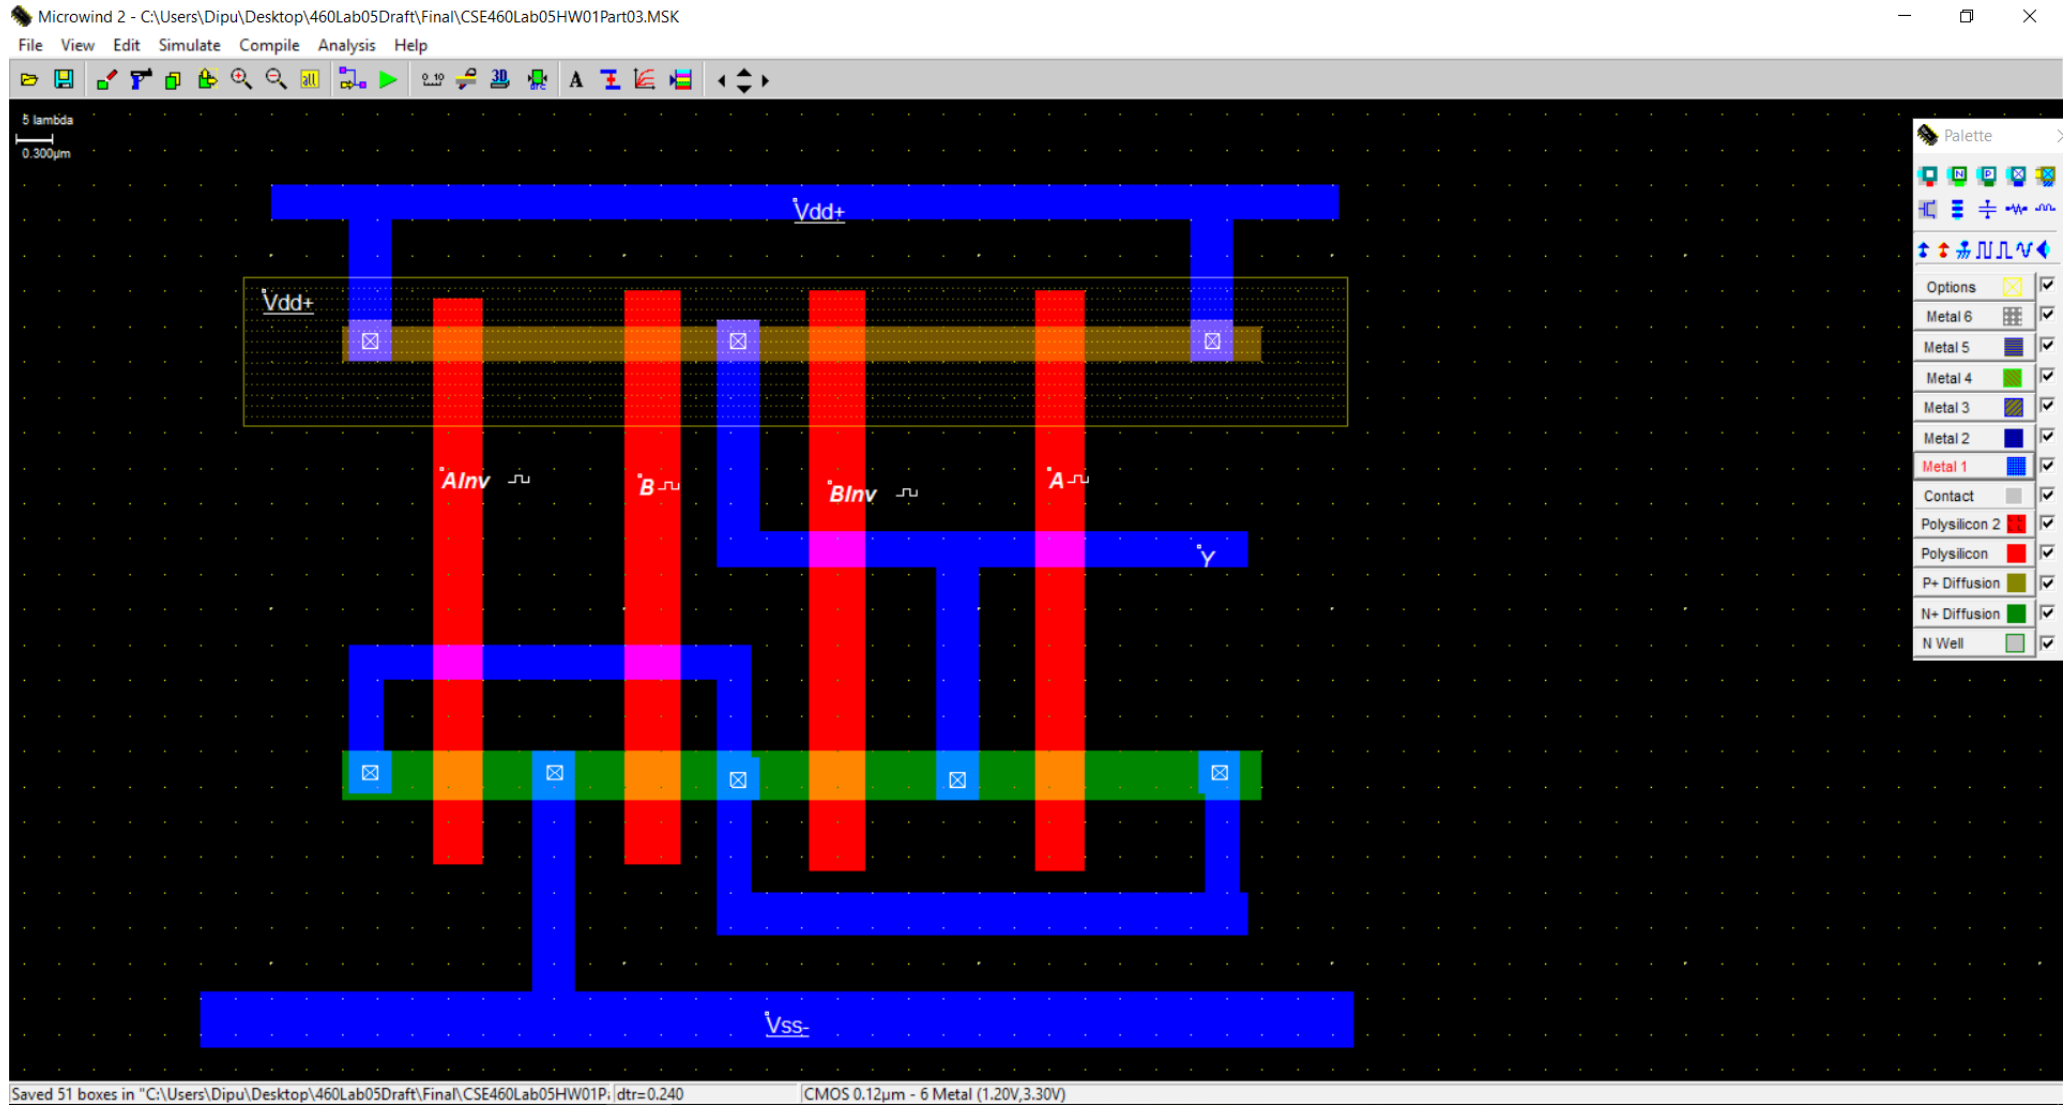 Microwind 2 - C:\Users\Dipu\Desktop\460Lab05Draft\Final\CSE460Lab05HW01Part03.MSK
File View Edit Simulate Compile Analysis Help
5 lambda
0.300µm
Palette
Vdd+
Vdd+
AInv
B
BInv
A
Y
Vss-
Options
Metal 6
Metal 5
Metal 4
Metal 3
Metal 2
Metal 1
Contact
Polysilicon 2
Polysilicon
P+ Diffusion
N+ Diffusion
N Well
Saved 51 boxes in "C:\Users\Dipu\Desktop\460Lab05Draft\Final\CSE460Lab05HW01P
dtr=0.240
CMOS 0.12µm - 6 Metal (1.20V,3.30V)